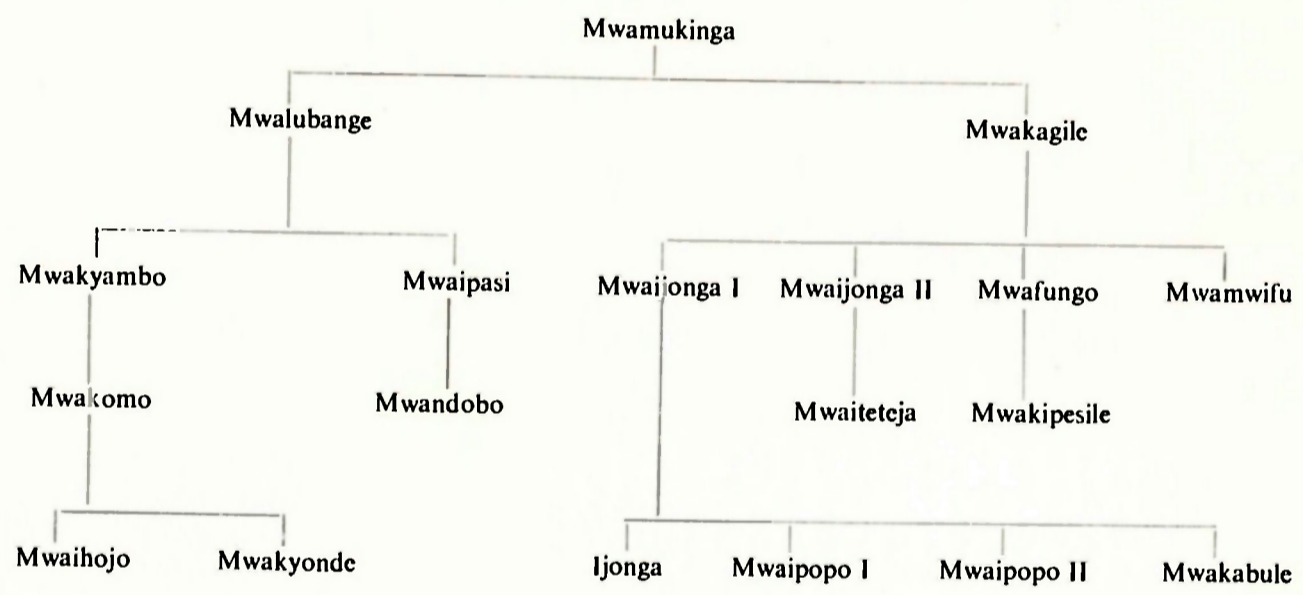 Mwamukinga
Mwalubange
Mwakagile
Mwakyambo Mwaipasi Mwaijonga I Mwaijonga II Mwafungo Mwamwifu
Mwakomo Mwandobo Mwaiteteja Mwakipesile
Mwaihojo Mwakyonde Ijonga Mwaipopo I Mwaipopo II Mwakabule